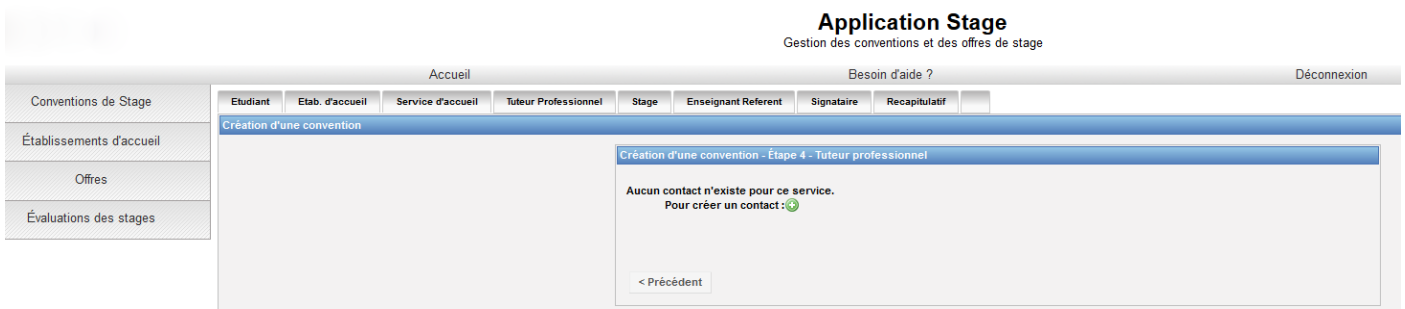 Application Stage
Gestion des conventions et des offres de stage
Accueil Besoin d'aide ? Déconnexion
Conventions de Stage
Établissements d'accueil
Offres
Évaluations des stages
Etudiant Etab. d'accueil Service d'accueil Tuteur Professionnel Stage Enseignant Referent Signataire Recapitulatif
Création d'une convention
Création d'une convention - Étape 4 - Tuteur professionnel
Aucun contact n'existe pour ce service.
Pour créer un contact :
< Précédent